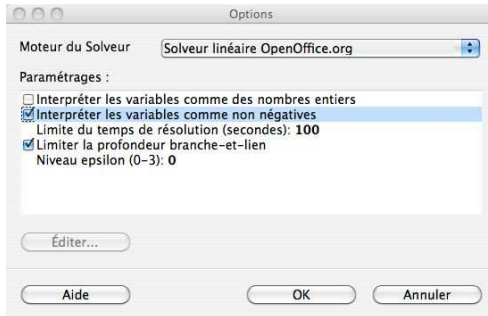 Options
Moteur du Solveur
Solveur linéaire OpenOffice.org
Paramétrages :
Interpréter les variables comme des nombres entiers
Interpréter les variables comme non négatives
Limite du temps de résolution (secondes): 100
Limiter la profondeur branche-et-lien
Niveau epsilon (0-3): 0
Éditer...
Aide
OK
Annuler